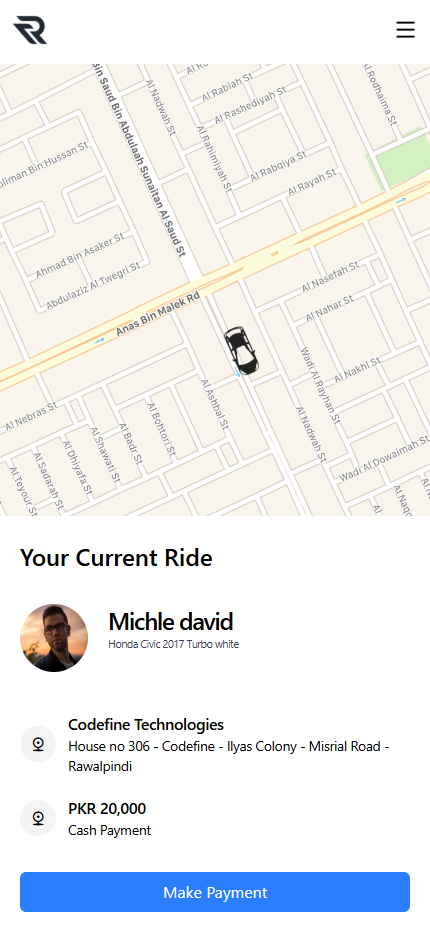 Bin Saud Bin Abdulaah Sunaitan Al Saud St
Al Nadwah St
Al Rabiah St
Al Rashediyah St
Al Rodhaima St
Al Rahimiyah St
Al Rabqiya St
Al Rayah St
oliman Bin Hussan St
Ahmad Bin Asaker St
Abdulaziz Al Twegri St
Anas Bin Malek Rd
Al Nasefah St
Al Nahar St
Wadi Al Rayhan St
Al Nakhl St
Al Ashbal St
Al Nadwah St
Al Nebras St
Al Bohtori St
Al Badr St
Al Shawati St
Al Dhiyafa St
Al Sadarah St
Al Teyour St
Wadi Al Dowaimah St
Your Current Ride
Michle david
Honda Civic 2017 Turbo white
Codefine Technologies
House no 306 - Codefine - Ilyas Colony - Misrial Road -
Rawalpindi
PKR 20,000
Cash Payment
Make Payment